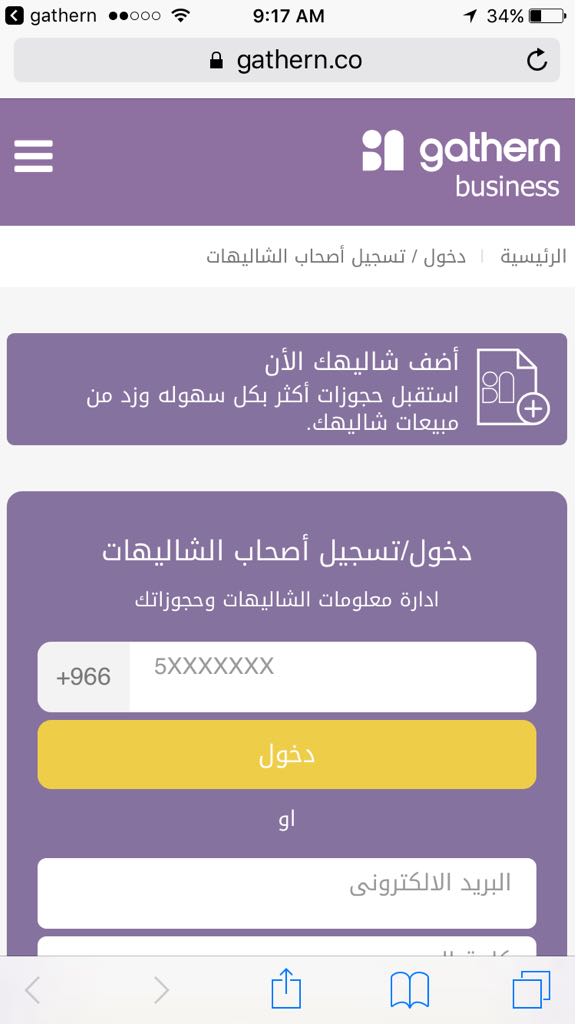 gathern
9:17 AM
34%
gathern.co
gathern
business
الرئيسية | دخول / تسجيل أصحاب الشاليهات
أضف شاليهك الأن
استقبل حجوزات أكثر بكل سهوله وزد من
مبيعات شاليهك.
دخول/تسجيل أصحاب الشاليهات
ادارة معلومات الشاليهات وحجوزاتك
+966 5XXXXXXX
دخول
او
البريد الالكترونى